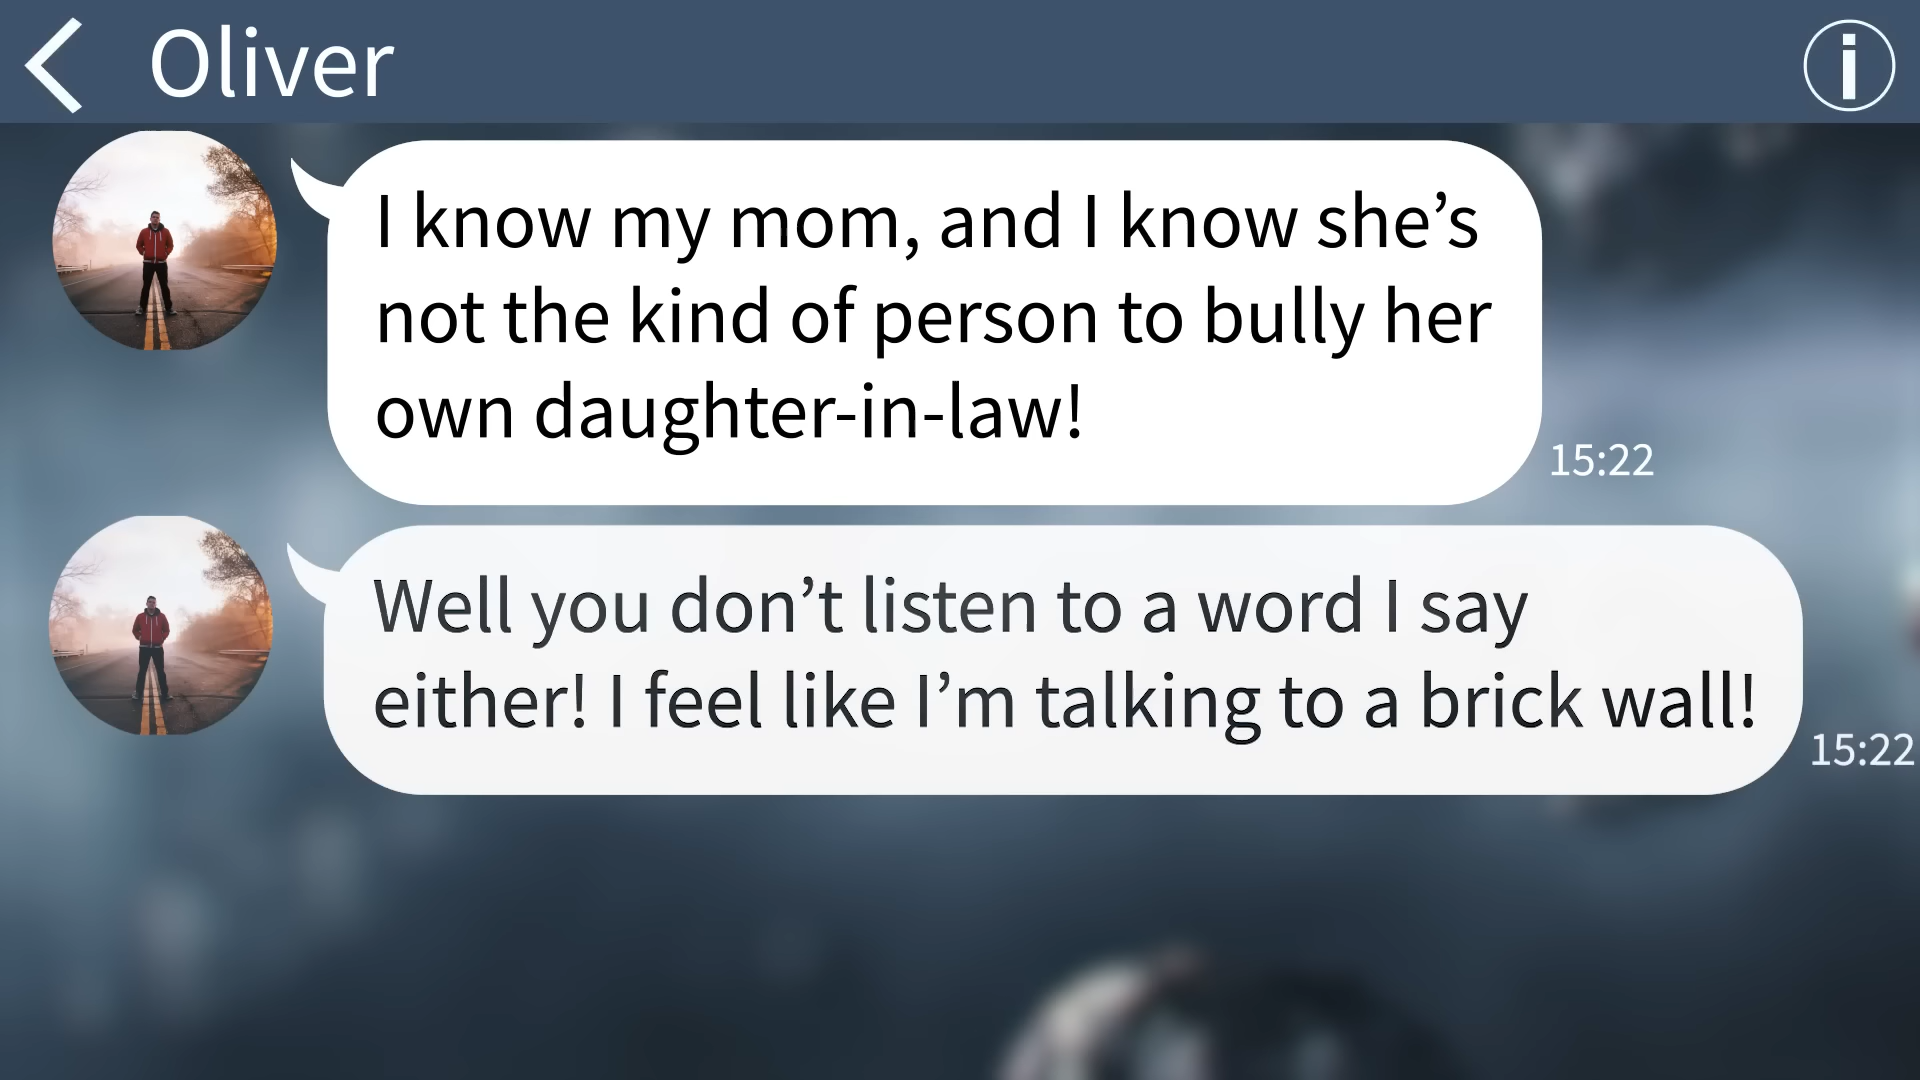 Oliver
I know my mom, and I know she’s
not the kind of person to bully her
own daughter-in-law!
15:22
Well you don’t listen to a word I say
either! I feel like I’m talking to a brick wall!
15:22